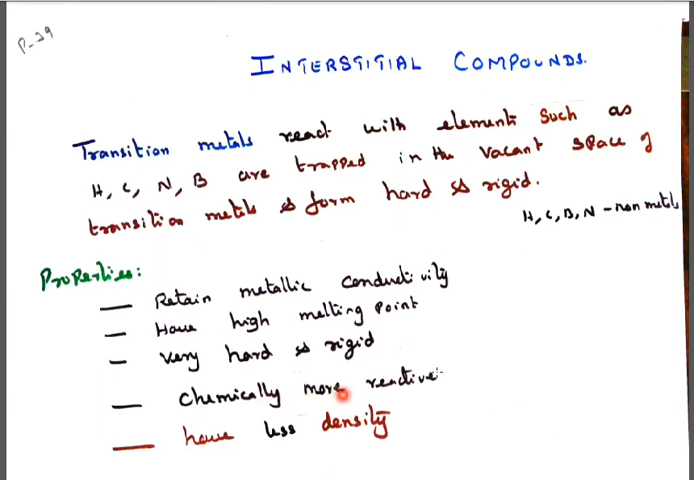 P-29
INTERSTITIAL COMPOUNDS.
Transition metals react with elements such as
H, C, N, B are trapped in the vacant space of
transition metals & form hard & rigid.
H, C, B, N - non metals
Properties:
— Retain metallic conductivity
— Have high melting point
— very hard & rigid
— chemically more reactive
— have less density